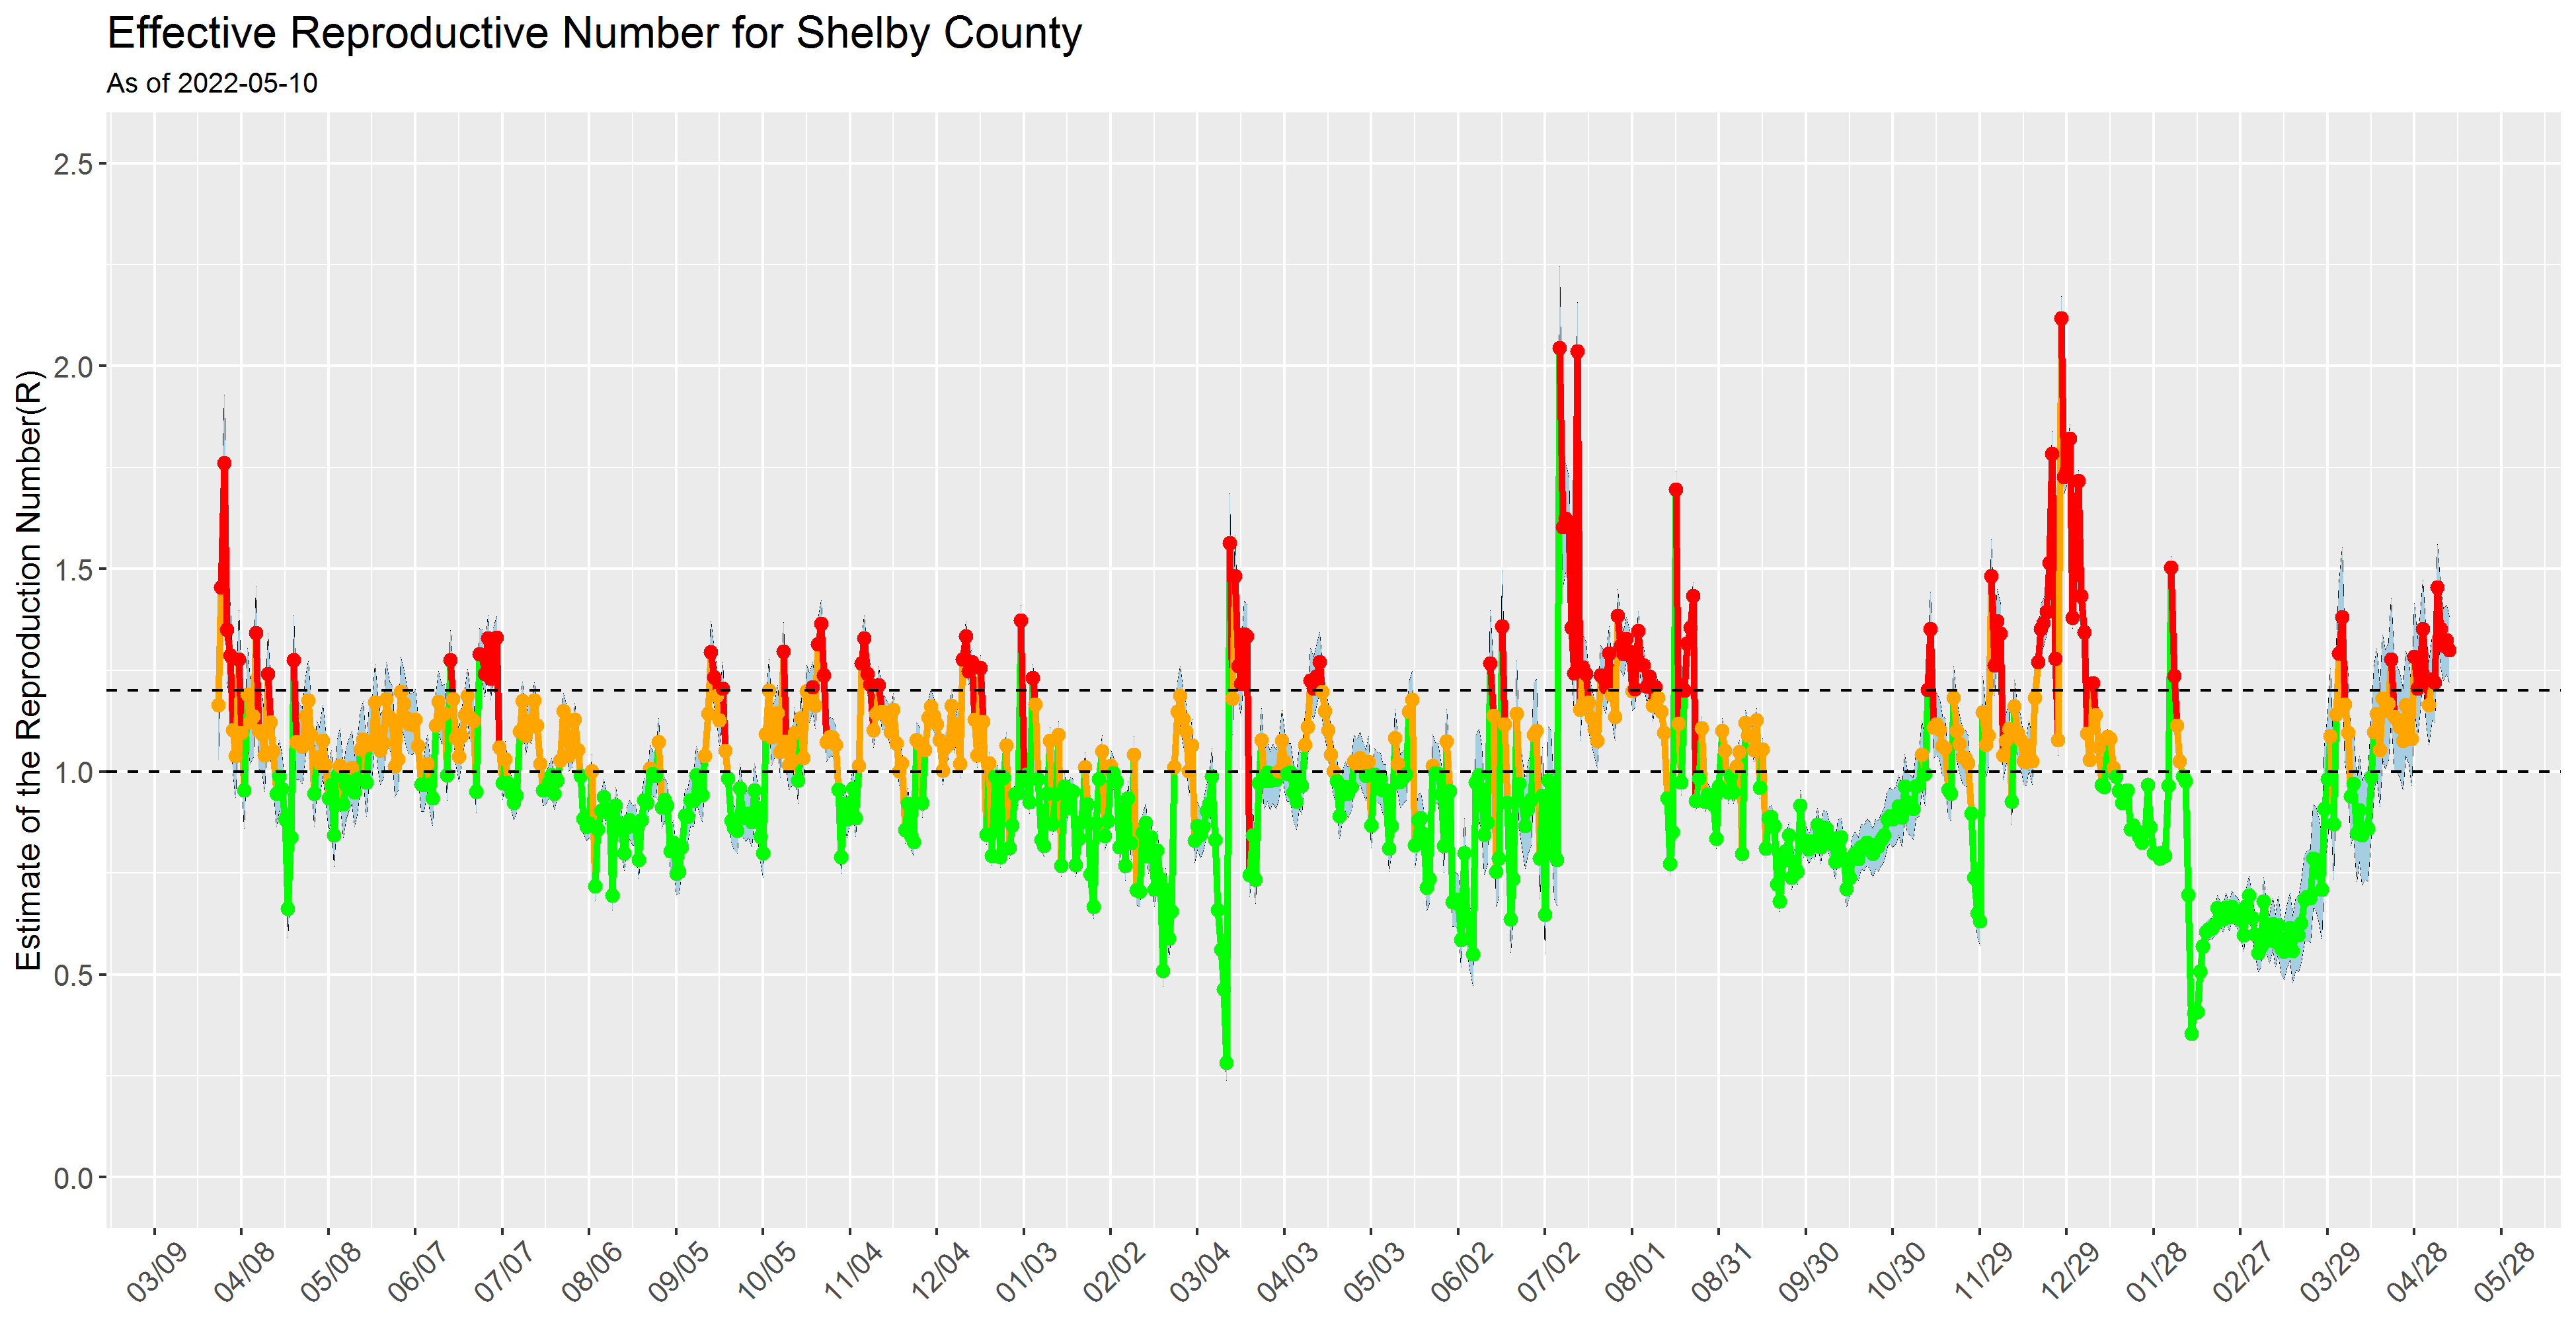 Effective Reproductive Number for Shelby County
As of 2022-05-10
Estimate of the Reproduction Number(R)
2.5
2.0
1.5
1.0
0.5
0.0
03/09 04/08 05/08 06/07 07/07 08/06 09/05 10/05 11/04 12/04 01/03 02/02 03/04 04/03 05/03 06/02 07/02 08/01 08/31 09/30 10/30 11/29 12/29 01/28 02/27 03/29 04/28 05/28